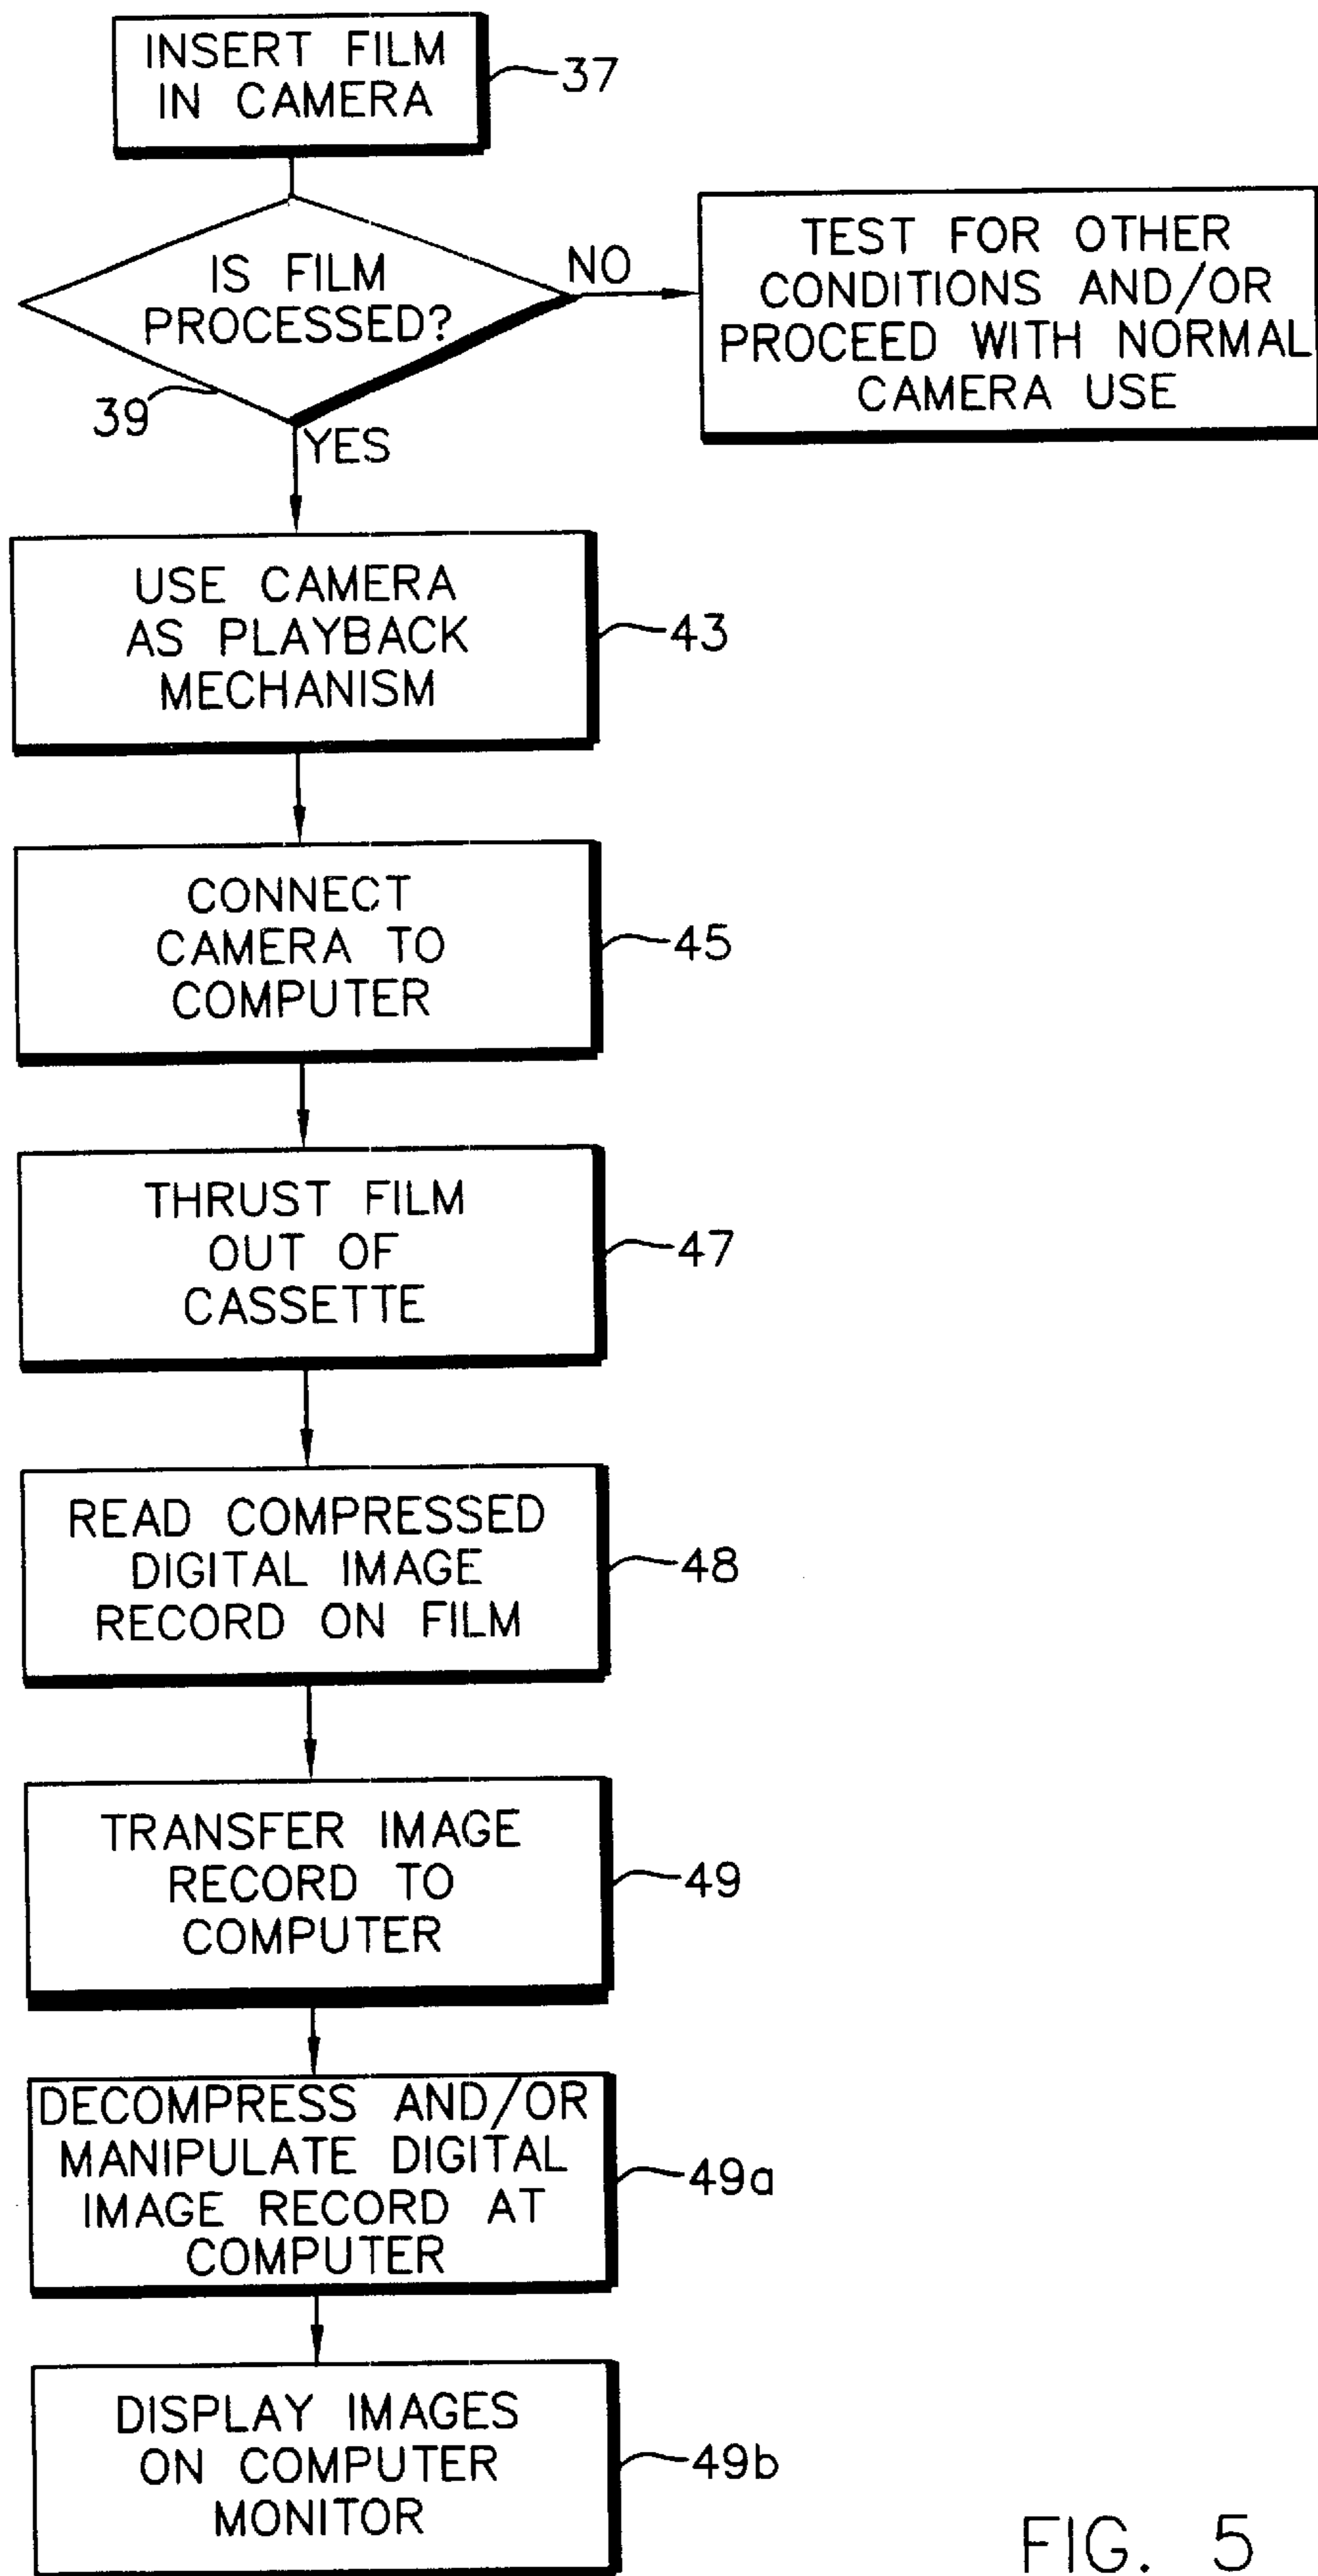 INSERT FILM
IN CAMERA
37
IS FILM
PROCESSED?
39
NO
TEST FOR OTHER
CONDITIONS AND/OR
PROCEED WITH NORMAL
CAMERA USE
YES
USE CAMERA
AS PLAYBACK
MECHANISM
43
CONNECT
CAMERA TO
COMPUTER
45
THRUST FILM
OUT OF
CASSETTE
47
READ COMPRESSED
DIGITAL IMAGE
RECORD ON FILM
48
TRANSFER IMAGE
RECORD TO
COMPUTER
49
DECOMPRESS AND/OR
MANIPULATE DIGITAL
IMAGE RECORD AT
COMPUTER
49a
DISPLAY IMAGES
ON COMPUTER
MONITOR
49b
FIG. 5